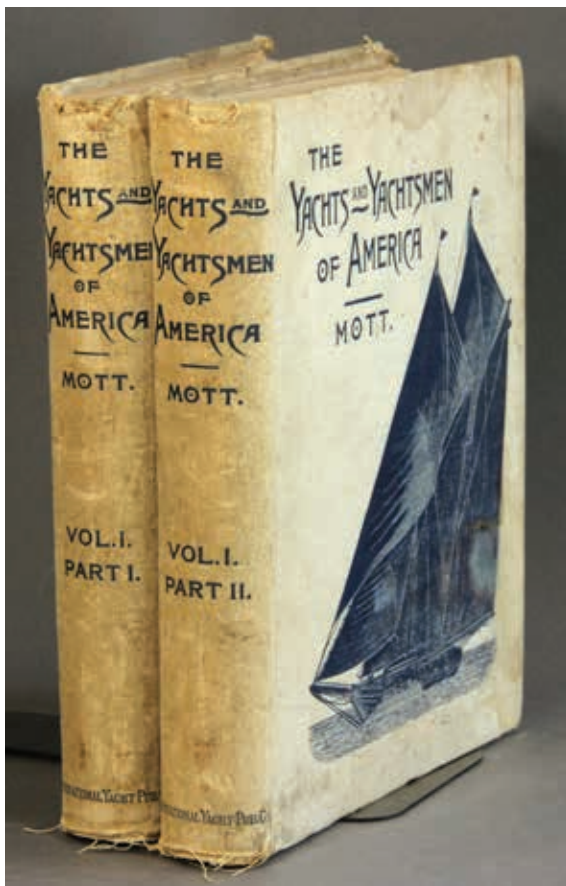 THE
YACHTS AND
YACHTSMEN
OF
AMERICA
MOTT.
VOL. I.
PART I.
THE
YACHTS AND
YACHTSMEN
OF
AMERICA
MOTT.
VOL. I.
PART II.
YACHT
THE
YACHTS AND YACHTSMEN
OF AMERICA
MOTT.